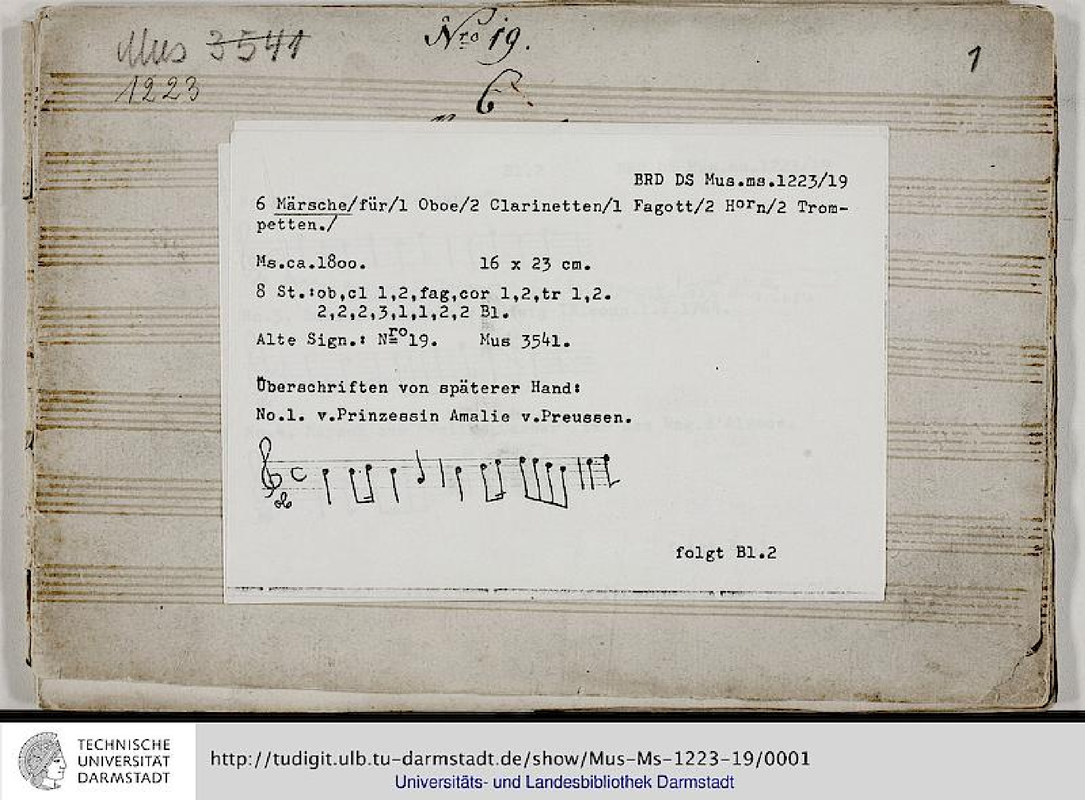 Mus 3541
1223
Nro 19.
1
6.
BRD DS Mus.ms.1223/19
6 Märsche/für/1 Oboe/2 Clarinetten/1 Fagott/2 Horn/2 Trom-
petten./
Ms.ca.18oo.    16 x 23 cm.
8 St.:ob,cl 1,2,fag,cor 1,2,tr 1,2.
2,2,2,3,1,1,2,2 Bl.
Alte Sign.: Nro 19.    Mus 3541.
Überschriften von späterer Hand:
No.1. v.Prinzessin Amalie v.Preussen.
folgt Bl.2
TECHNISCHE
UNIVERSITÄT
DARMSTADT
http://tudigit.ulb.tu-darmstadt.de/show/Mus-Ms-1223-19/0001
Universitäts- und Landesbibliothek Darmstadt